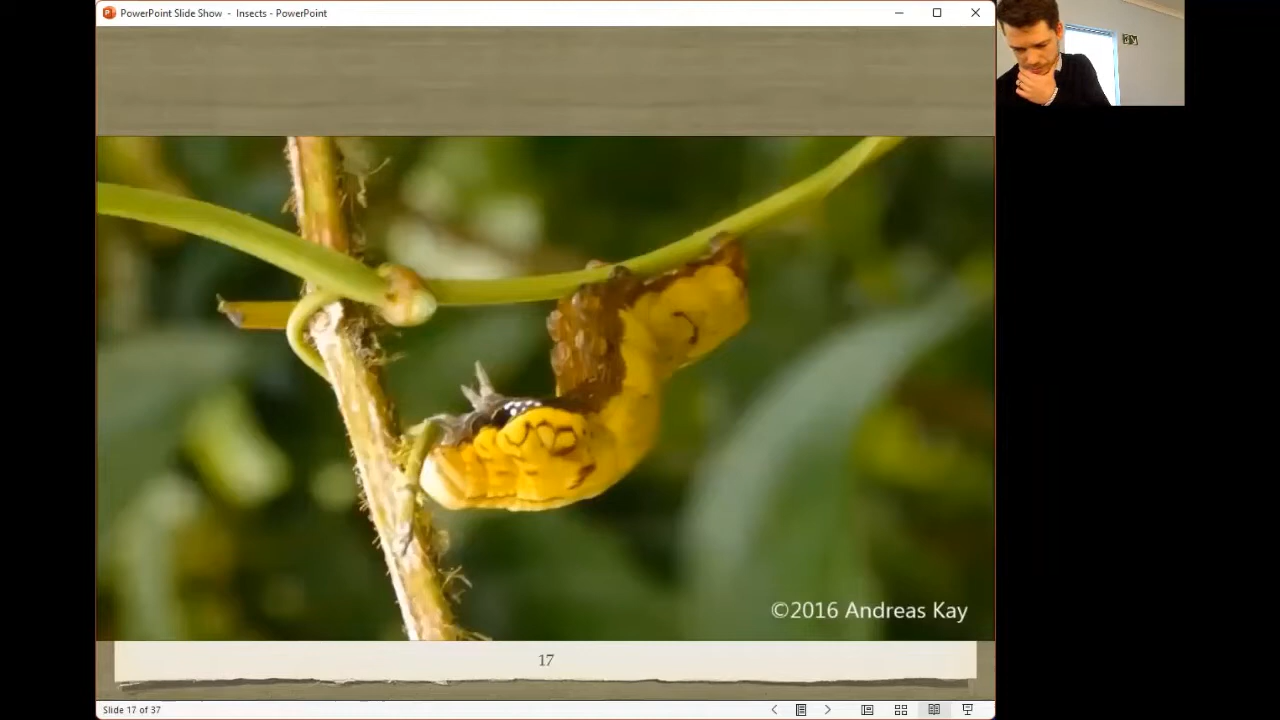 PowerPoint Slide Show - Insects - PowerPoint
©2016 Andreas Kay
17
Slide 17 of 37